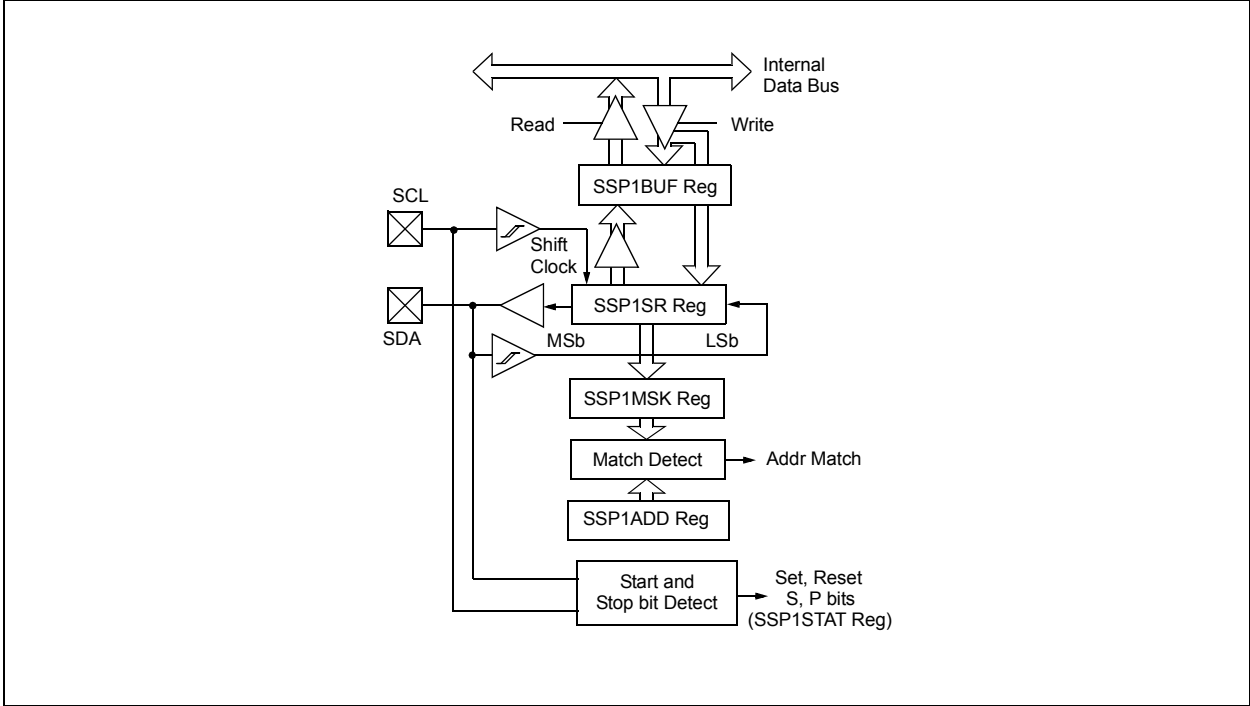 Internal
Data Bus
Read
Write
SSP1BUF Reg
SCL
Shift
Clock
SSP1SR Reg
SDA
MSb
LSb
SSP1MSK Reg
Match Detect
Addr Match
SSP1ADD Reg
Start and
Stop bit Detect
Set, Reset
S, P bits
(SSP1STAT Reg)